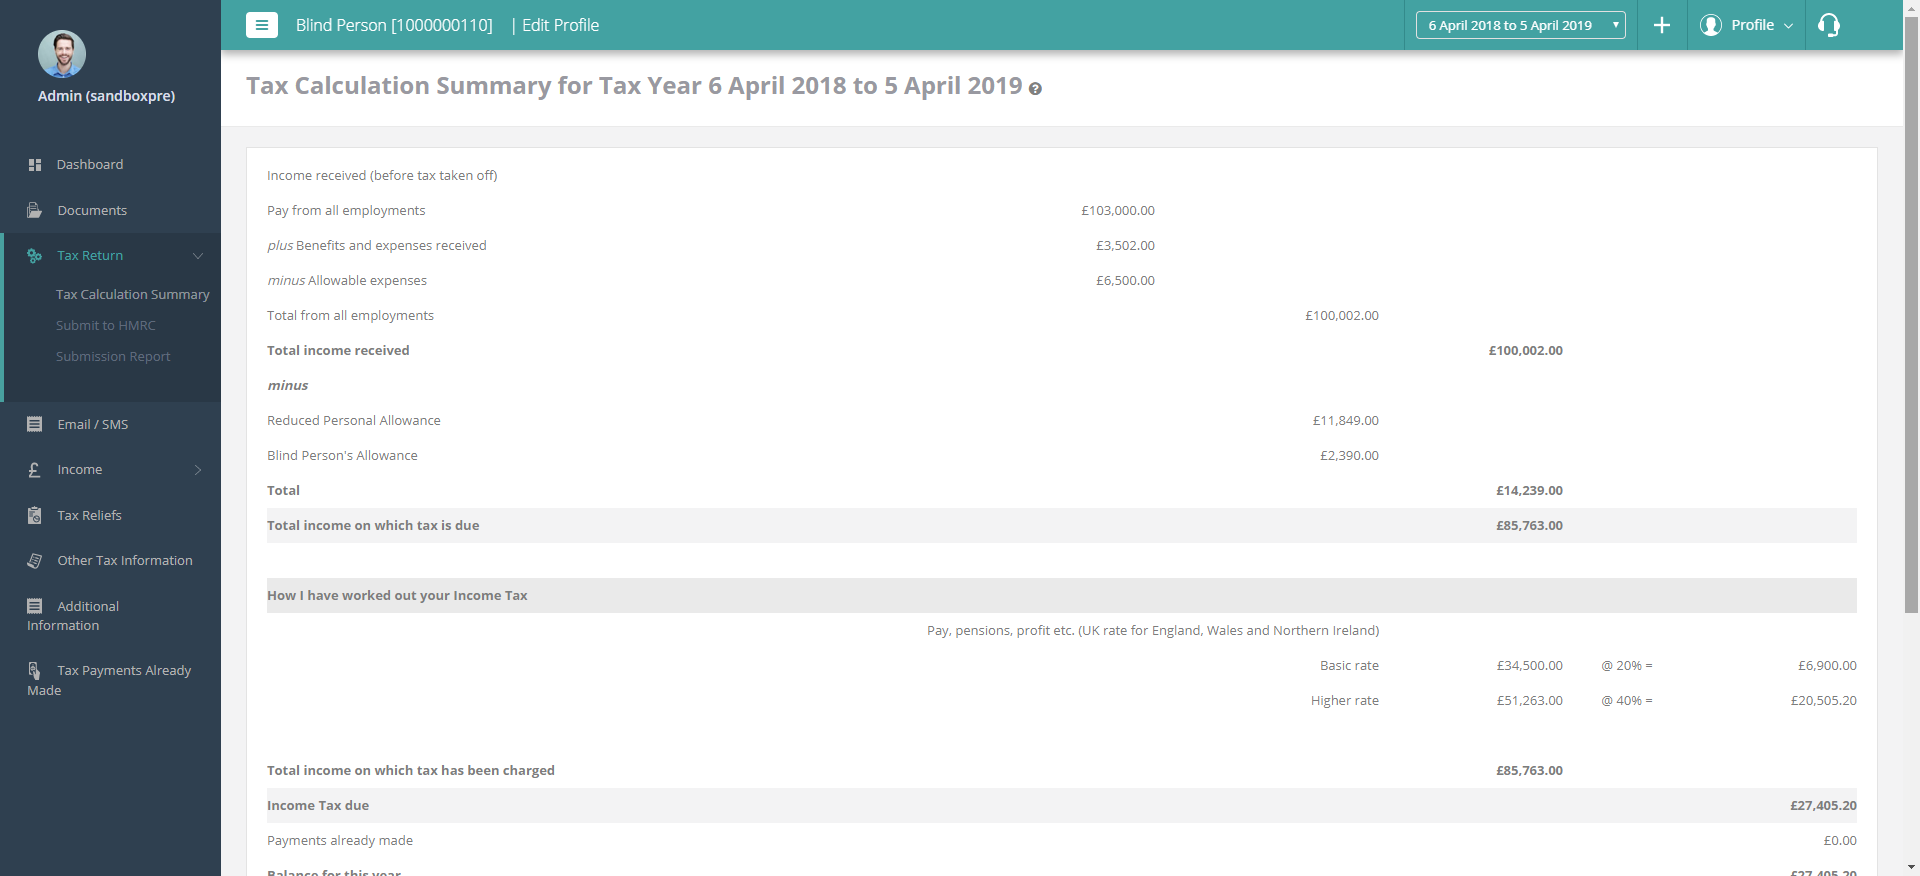 Blind Person [1000000110] | Edit Profile
6 April 2018 to 5 April 2019
Profile
Admin (sandboxpre)
Dashboard
Documents
Tax Return
Tax Calculation Summary
Submit to HMRC
Submission Report
Email / SMS
£ Income
Tax Reliefs
Other Tax Information
Additional
Information
Tax Payments Already
Made
Tax Calculation Summary for Tax Year 6 April 2018 to 5 April 2019 ?
Income received (before tax taken off)
Pay from all employments £103,000.00
plus Benefits and expenses received £3,502.00
minus Allowable expenses £6,500.00
Total from all employments £100,002.00
Total income received £100,002.00
minus
Reduced Personal Allowance £11,849.00
Blind Person's Allowance £2,390.00
Total £14,239.00
Total income on which tax is due £85,763.00
How I have worked out your Income Tax
Pay, pensions, profit etc. (UK rate for England, Wales and Northern Ireland)
Basic rate £34,500.00 @ 20% = £6,900.00
Higher rate £51,263.00 @ 40% = £20,505.20
Total income on which tax has been charged £85,763.00
Income Tax due £27,405.20
Payments already made £0.00
Balance for this year £27,405.20